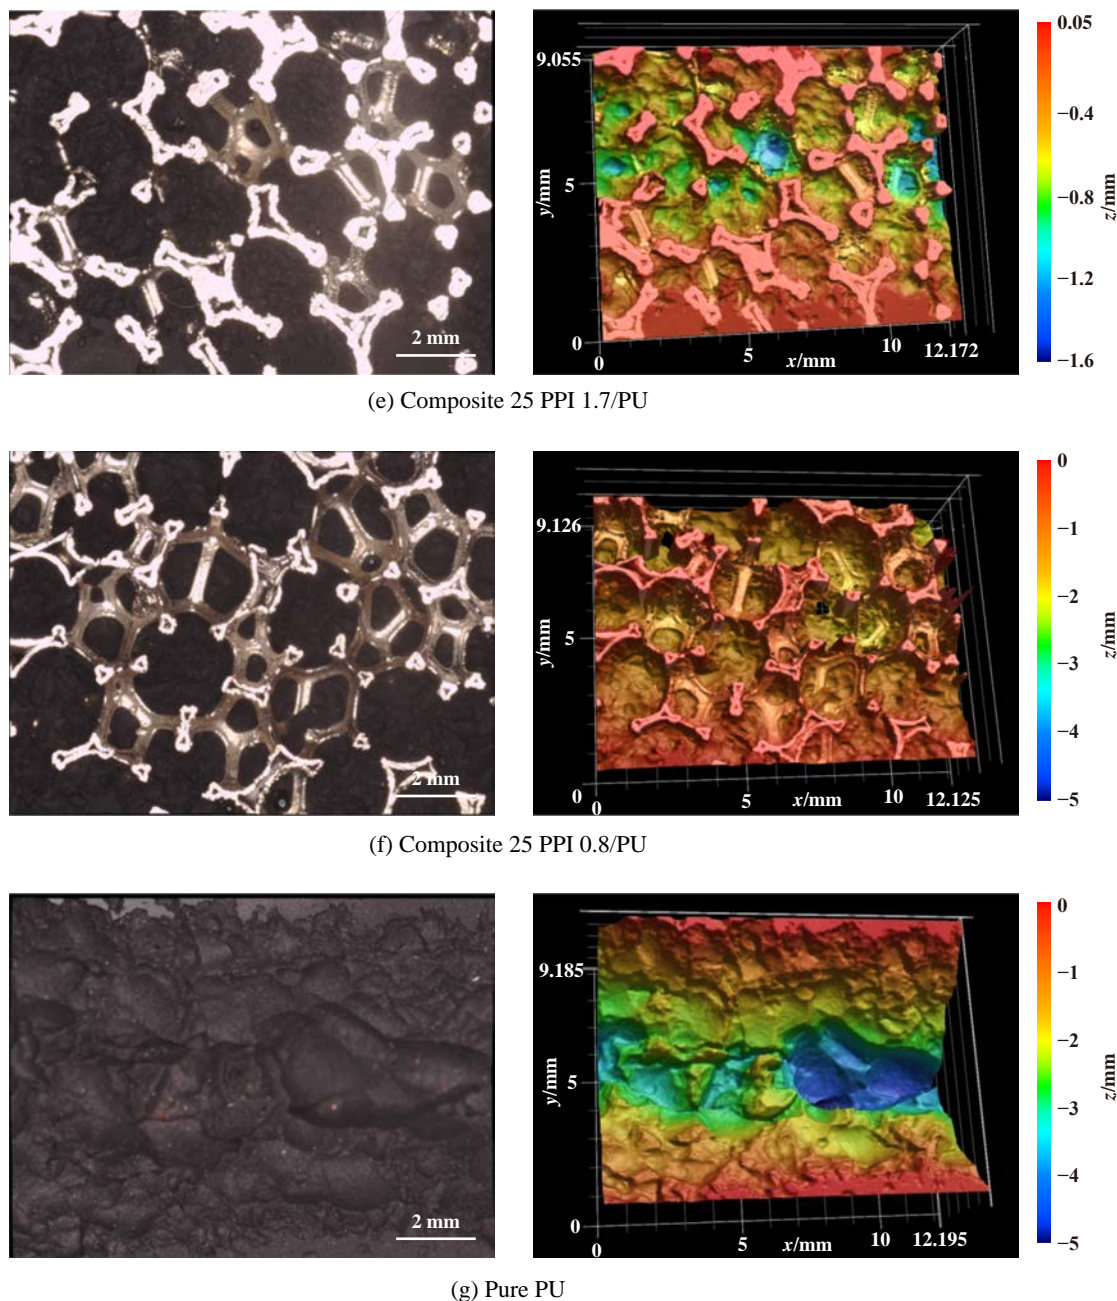 2 mm
9.055
5
0
y/mm
0
5
x/mm
10
12.172
0.05
−0.4
−0.8
−1.2
−1.6
z/mm
(e) Composite 25 PPI 1.7/PU
2 mm
9.126
5
0
y/mm
0
5
x/mm
10
12.125
0
−1
−2
−3
−4
−5
z/mm
(f) Composite 25 PPI 0.8/PU
2 mm
9.185
5
0
y/mm
0
5
x/mm
10
12.195
0
−1
−2
−3
−4
−5
z/mm
(g) Pure PU